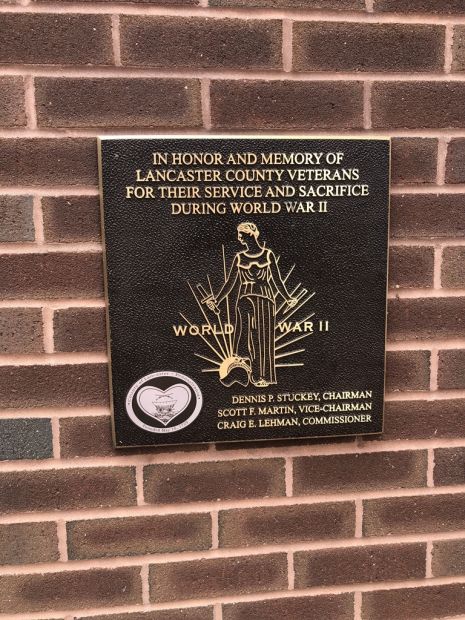 IN HONOR AND MEMORY OF
LANCASTER COUNTY VETERANS
FOR THEIR SERVICE AND SACRIFICE
DURING WORLD WAR II
WORLD WAR II
DENNIS P. STUCKEY, CHAIRMAN
SCOTT F. MARTIN, VICE-CHAIRMAN
CRAIG E. LEHMAN, COMMISSIONER